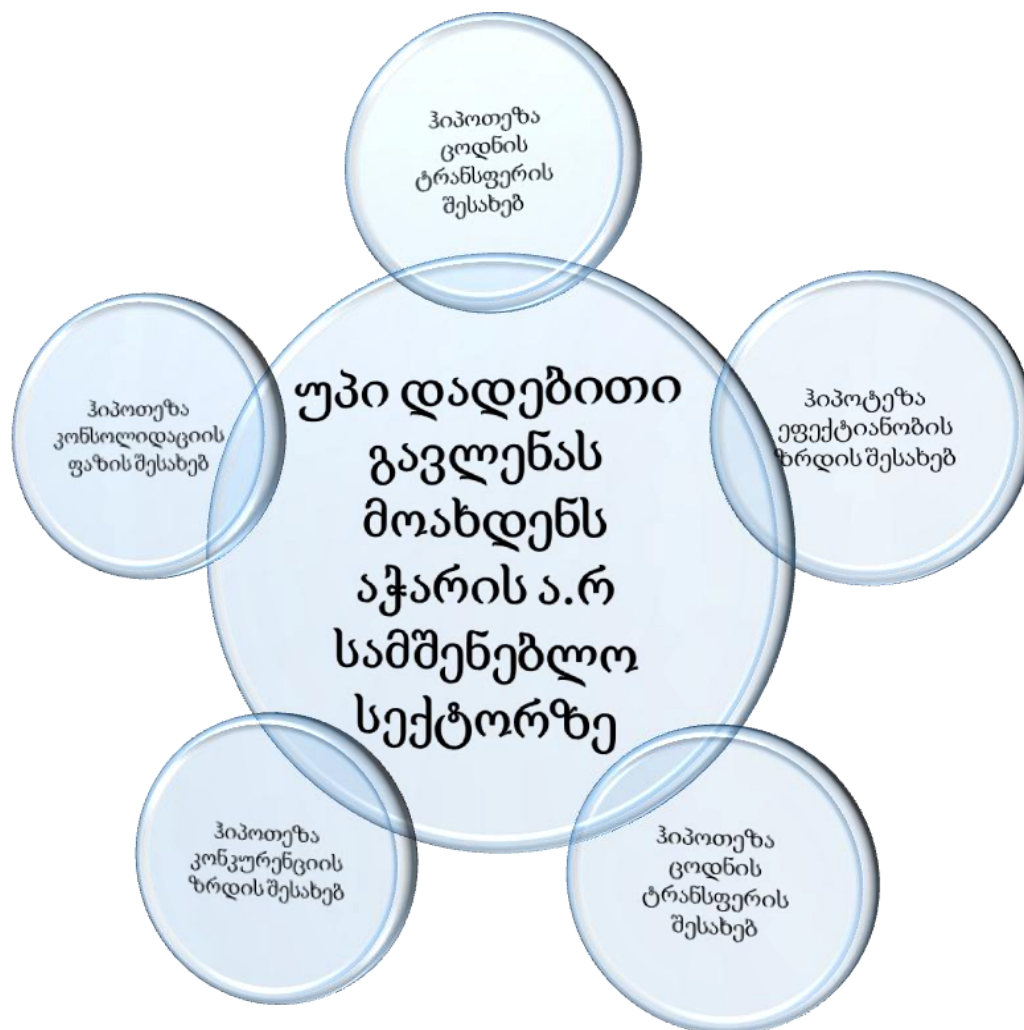 ჰიპოთეზა
ცოდნის
ტრანსფერის
შესახებ
ჰიპოტეზა
ეფექტიანობის
ზრდის შესახებ
ჰიპოთეზა
ცოდნის
ტრანსფერის
შესახებ
ჰიპოთეზა
კონკურენციის
ზრდის შესახებ
ჰიპოთეზა
კონსოლიდაციის
ფაზის შესახებ
უპი დადებითი
გავლენას
მოახდენს
აჭარის ა.რ
სამშენებლო
სექტორზე